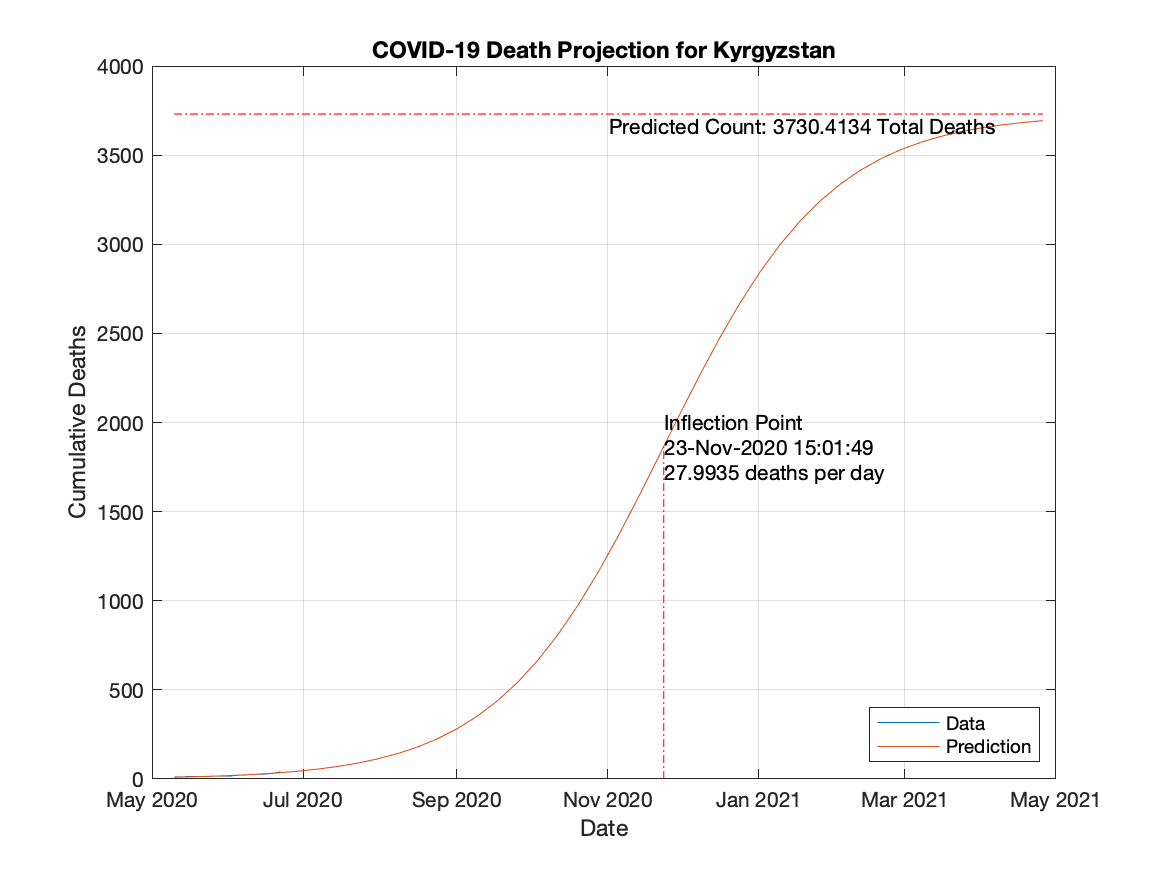 COVID-19 Death Projection for Kyrgyzstan
4000
3500
3000
2500
2000
1500
1000
500
0
Cumulative Deaths
Predicted Count: 3730.4134 Total Deaths
Inflection Point
23-Nov-2020 15:01:49
27.9935 deaths per day
Data
Prediction
May 2020 Jul 2020 Sep 2020 Nov 2020 Jan 2021 Mar 2021 May 2021
Date